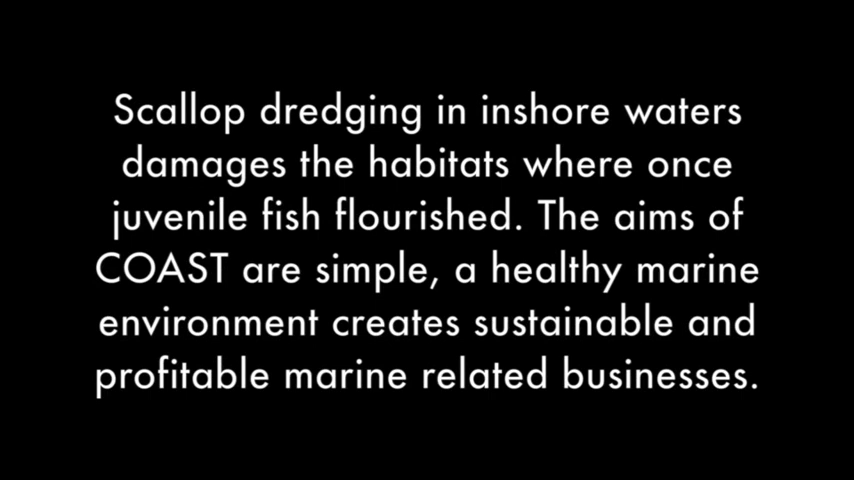 Scallop dredging in inshore waters
damages the habitats where once
juvenile fish flourished. The aims of
COAST are simple, a healthy marine
environment creates sustainable and
profitable marine related businesses.